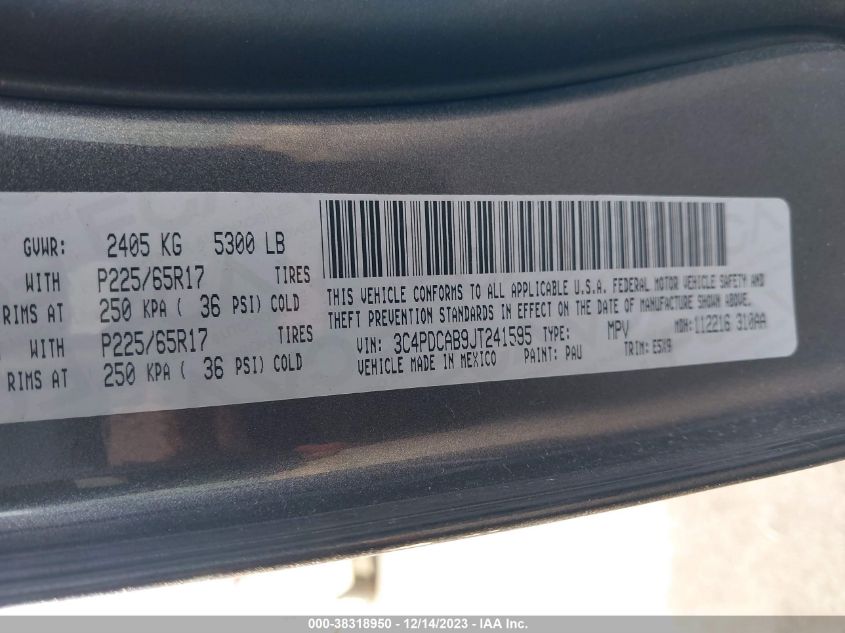 GVWR: 2405 KG 5300 LB
WITH P225/65R17 TIRES
RIMS AT 250 KPA ( 36 PSI) COLD
WITH P225/65R17 TIRES
RIMS AT 250 KPA ( 36 PSI) COLD
THIS VEHICLE CONFORMS TO ALL APPLICABLE U.S.A. FEDERAL MOTOR VEHICLE SAFETY AND
THEFT PREVENTION STANDARDS IN EFFECT ON THE DATE OF MANUFACTURE SHOWN ABOVE.
VIN: 3C4PDCAB9JT241595 TYPE: MPV MDH: 112216 310AA
VEHICLE MADE IN MEXICO PAINT: PAU TRIM: E5X9
000-38318950 - 12/14/2023 - IAA Inc.